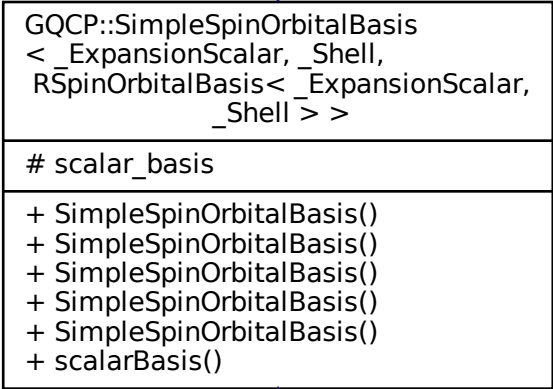 GQCP::SimpleSpinOrbitalBasis
< _ExpansionScalar, _Shell,
RSpinOrbitalBasis< _ExpansionScalar,
_Shell > >
# scalar_basis
+ SimpleSpinOrbitalBasis()
+ SimpleSpinOrbitalBasis()
+ SimpleSpinOrbitalBasis()
+ SimpleSpinOrbitalBasis()
+ SimpleSpinOrbitalBasis()
+ scalarBasis()